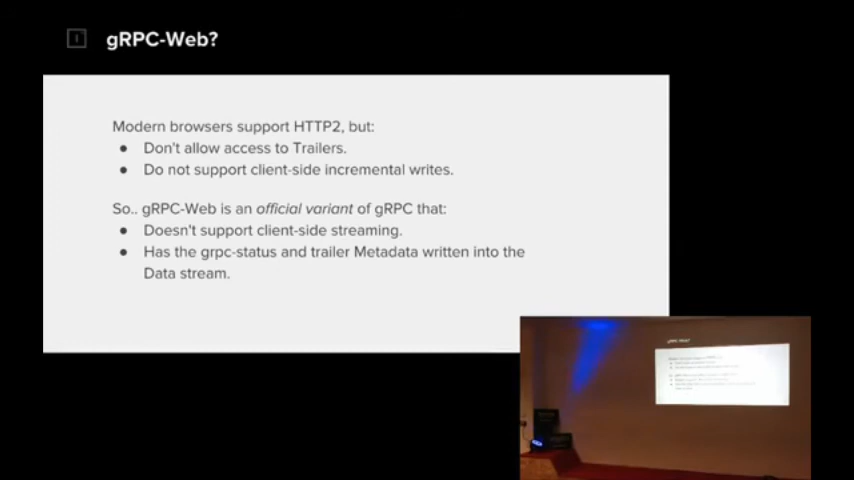 gRPC-Web?
Modern browsers support HTTP2, but:
● Don't allow access to Trailers.
● Do not support client-side incremental writes.
So.. gRPC-Web is an official variant of gRPC that:
● Doesn't support client-side streaming.
● Has the grpc-status and trailer Metadata written into the
Data stream.